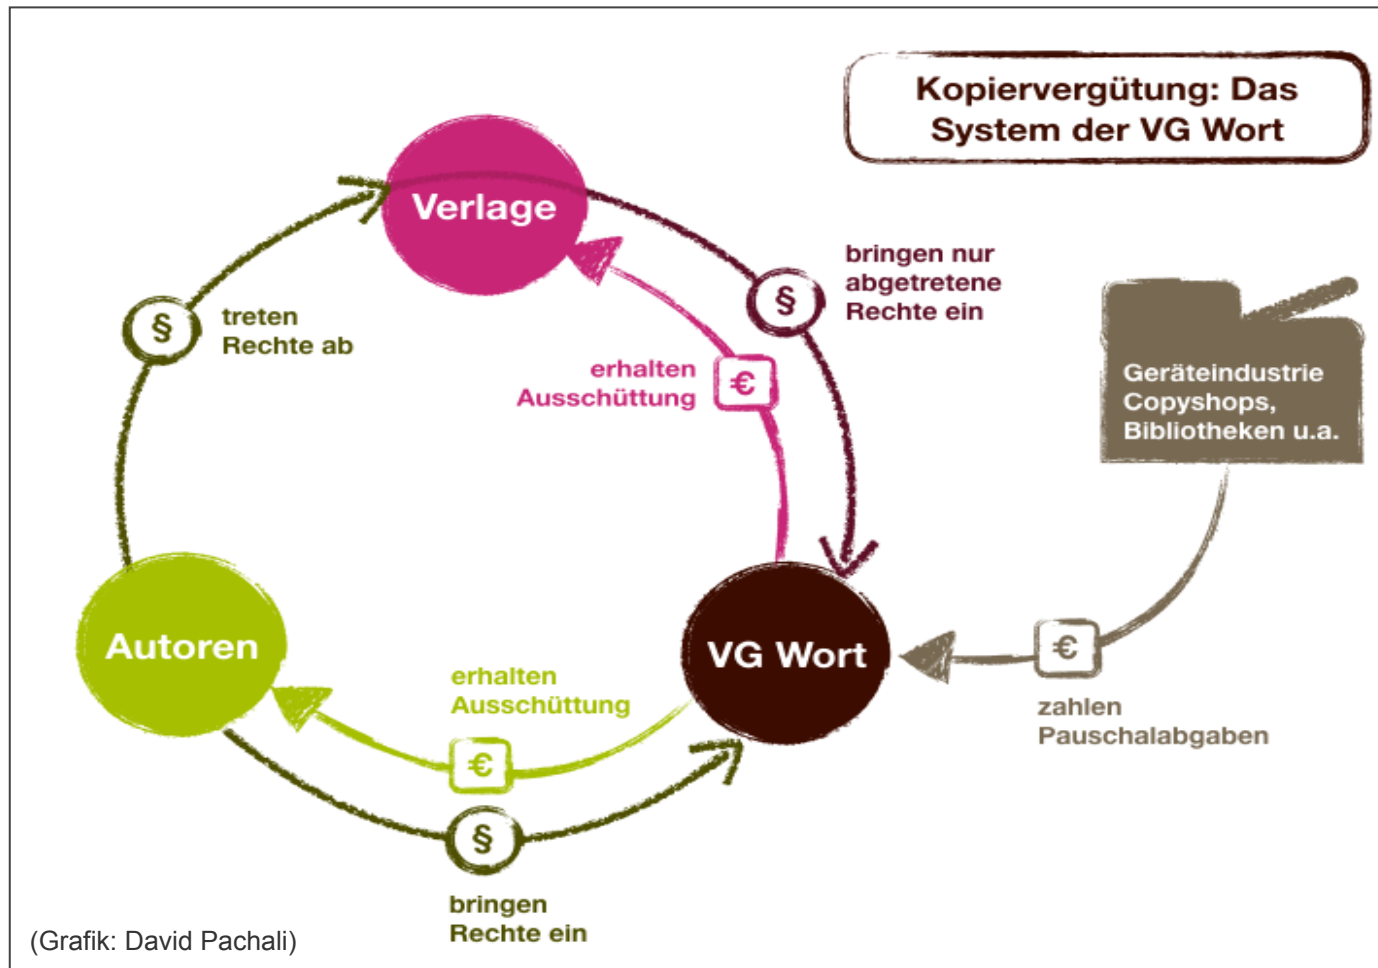 Kopiervergütung: Das
System der VG Wort
Verlage
bringen nur
abgetretene
Rechte ein
§
§
treten
Rechte ab
erhalten
Ausschüttung
€
Geräteindustrie
Copyshops,
Bibliotheken u.a.
Autoren
VG Wort
erhalten
Ausschüttung
€
€
zahlen
Pauschalabgaben
§
bringen
Rechte ein
(Grafik: David Pachali)